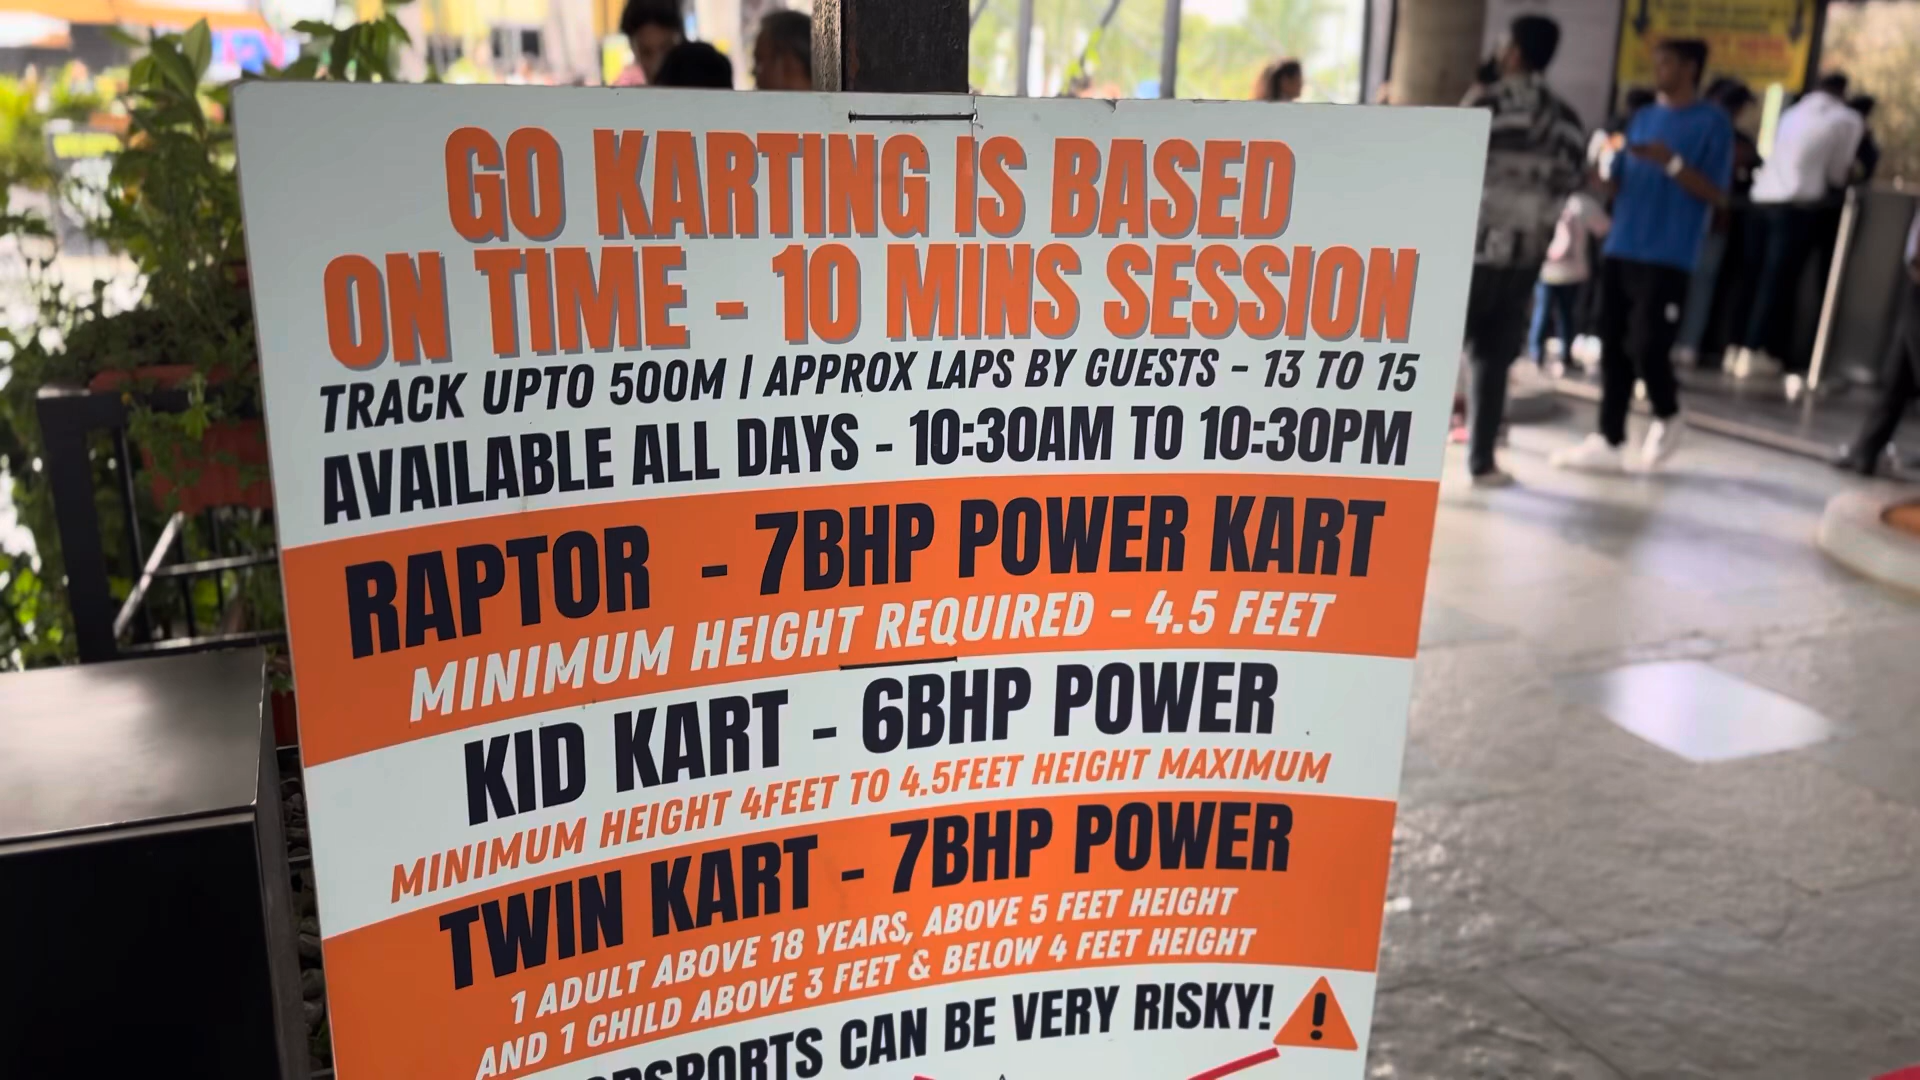 GO KARTING IS BASED
ON TIME - 10 MINS SESSION
TRACK UPTO 500M | APPROX LAPS BY GUESTS - 13 TO 15
AVAILABLE ALL DAYS - 10:30AM TO 10:30PM
RAPTOR - 7BHP POWER KART
MINIMUM HEIGHT REQUIRED - 4.5 FEET
KID KART - 6BHP POWER
MINIMUM HEIGHT 4FEET TO 4.5FEET HEIGHT MAXIMUM
TWIN KART - 7BHP POWER
1 ADULT ABOVE 18 YEARS, ABOVE 5 FEET HEIGHT
AND 1 CHILD ABOVE 3 FEET & BELOW 4 FEET HEIGHT
CAN BE VERY RISKY!